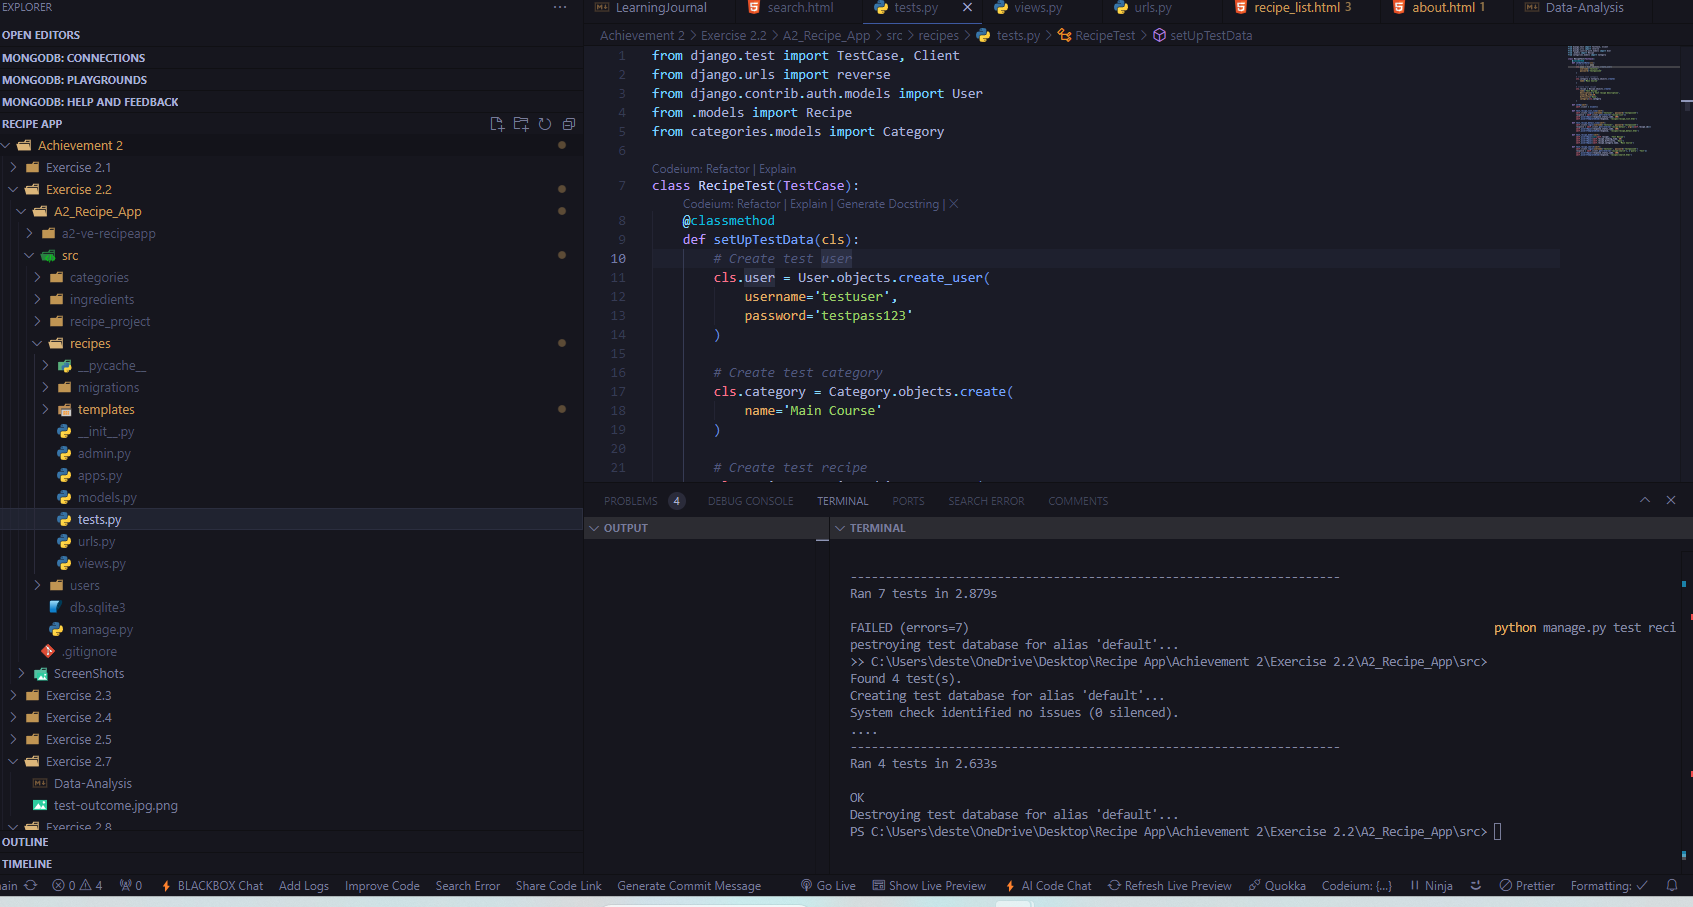 EXPLORER
OPEN EDITORS
MONGODB: CONNECTIONS
MONGODB: PLAYGROUNDS
MONGODB: HELP AND FEEDBACK
RECIPE APP
Achievement 2
Exercise 2.1
Exercise 2.2
A2_Recipe_App
a2-ve-recipeapp
src
categories
ingredients
recipe_project
recipes
__pycache__
migrations
templates
__init__.py
admin.py
apps.py
models.py
tests.py
urls.py
views.py
users
db.sqlite3
manage.py
.gitignore
ScreenShots
Exercise 2.3
Exercise 2.4
Exercise 2.5
Exercise 2.7
Data-Analysis
test-outcome.jpg.png
Exercise 2.8
OUTLINE
TIMELINE
LearningJournal search.html tests.py views.py urls.py recipe_list.html 3 about.html 1 Data-Analysis
Achievement 2 > Exercise 2.2 > A2_Recipe_App > src > recipes > tests.py > RecipeTest > setUpTestData
1 from django.test import TestCase, Client
2 from django.urls import reverse
3 from django.contrib.auth.models import User
4 from .models import Recipe
5 from categories.models import Category
6
Codeium: Refactor | Explain
7 class RecipeTest(TestCase):
Codeium: Refactor | Explain | Generate Docstring | X
8 @classmethod
9 def setUpTestData(cls):
10 # Create test user
11 cls.user = User.objects.create_user(
12 username='testuser',
13 password='testpass123'
14 )
15
16 # Create test category
17 cls.category = Category.objects.create(
18 name='Main Course'
19 )
20
21 # Create test recipe
PROBLEMS 4 DEBUG CONSOLE TERMINAL PORTS SEARCH ERROR COMMENTS
OUTPUT
TERMINAL
----------------------------------------------------------------------
Ran 7 tests in 2.879s
FAILED (errors=7) python manage.py test reci
pestroying test database for alias 'default'...
>> C:\Users\deste\OneDrive\Desktop\Recipe App\Achievement 2\Exercise 2.2\A2_Recipe_App\src>
Found 4 test(s).
Creating test database for alias 'default'...
System check identified no issues (0 silenced).
....
----------------------------------------------------------------------
Ran 4 tests in 2.633s
OK
Destroying test database for alias 'default'...
PS C:\Users\deste\OneDrive\Desktop\Recipe App\Achievement 2\Exercise 2.2\A2_Recipe_App\src>
ain 0 4 0 BLACKBOX Chat Add Logs Improve Code Search Error Share Code Link Generate Commit Message Go Live Show Live Preview AI Code Chat Refresh Live Preview Quokka Codeium: {...} Ninja Prettier Formatting: ✓